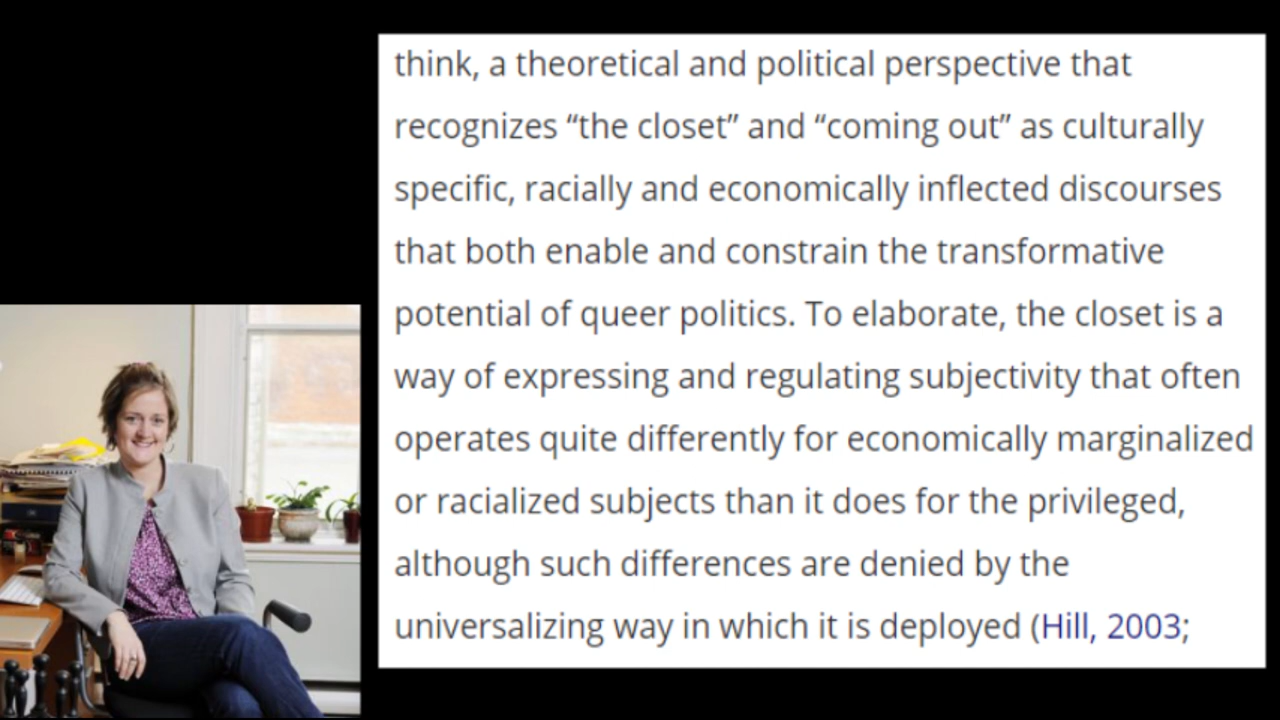 think, a theoretical and political perspective that
recognizes “the closet” and “coming out” as culturally
specific, racially and economically inflected discourses
that both enable and constrain the transformative
potential of queer politics. To elaborate, the closet is a
way of expressing and regulating subjectivity that often
operates quite differently for economically marginalized
or racialized subjects than it does for the privileged,
although such differences are denied by the
universalizing way in which it is deployed (Hill, 2003;